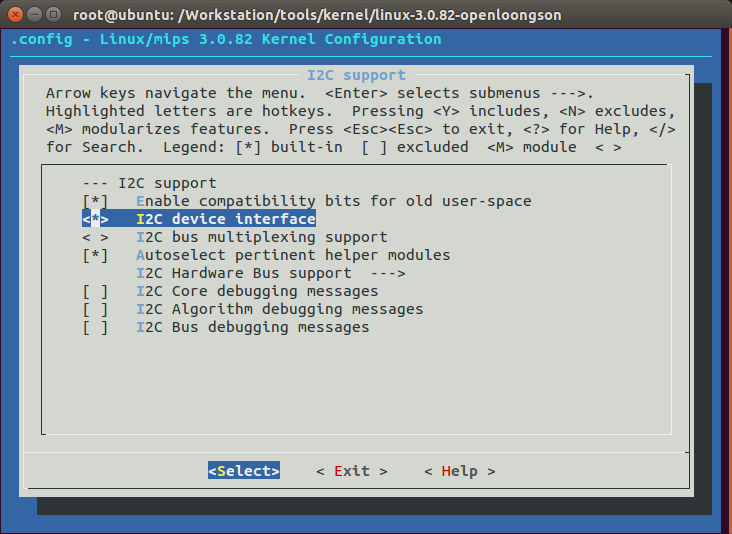 root@ubuntu: /Workstation/tools/kernel/linux-3.0.82-openloongson
.config - Linux/mips 3.0.82 Kernel Configuration
I2C support
Arrow keys navigate the menu.  <Enter> selects submenus --->.
Highlighted letters are hotkeys.  Pressing <Y> includes, <N> excludes,
<M> modularizes features.  Press <Esc><Esc> to exit, <?> for Help, </>
for Search.  Legend: [*] built-in  [ ] excluded  <M> module  < >
--- I2C support
[*]   Enable compatibility bits for old user-space
<*>   I2C device interface
< >   I2C bus multiplexing support
[*]   Autoselect pertinent helper modules
I2C Hardware Bus support  --->
[ ]   I2C Core debugging messages
[ ]   I2C Algorithm debugging messages
[ ]   I2C Bus debugging messages
<Select>    < Exit >    < Help >